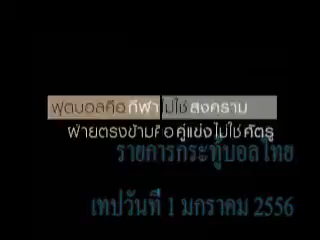 ฟุตบอลคือกีฬาไม่ใช่สงคราม
ฝ่ายตรงข้ามคือคู่แข่งไม่ใช่ศัตรู
รายการกระทู้บอลไทย
เทปวันที่ 1 มกราคม 2556